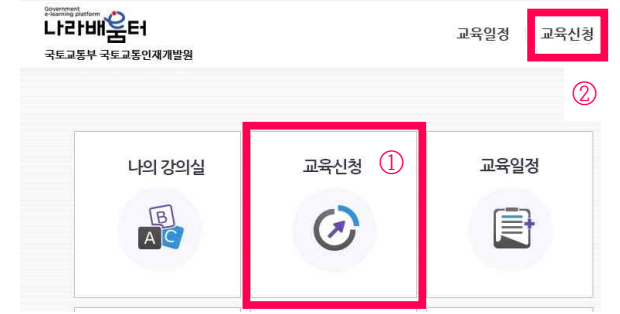 Government
e-learning platform
나라배움터
국토교통부 국토교통인재개발원
교육일정 교육신청
②
나의 강의실 교육신청 ① 교육일정
B
A C